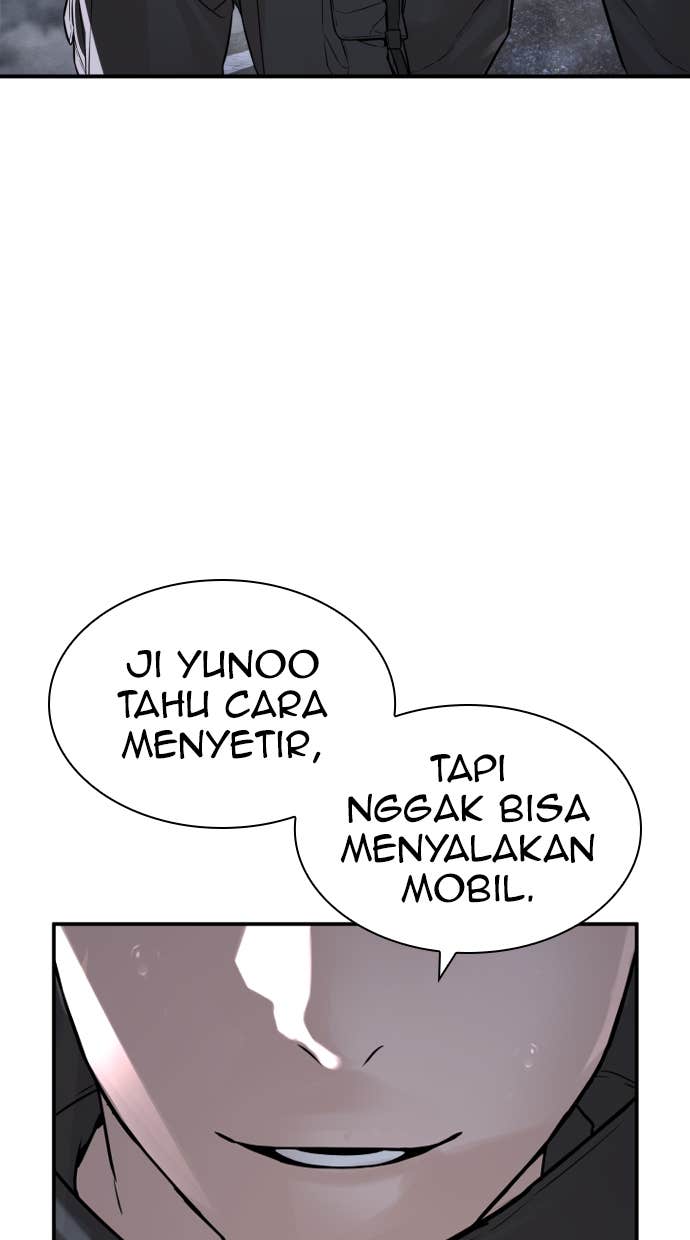 JI YUNOO
TAHU CARA
MENYETIR,
TAPI
NGGAK BISA
MENYALAKAN
MOBIL.